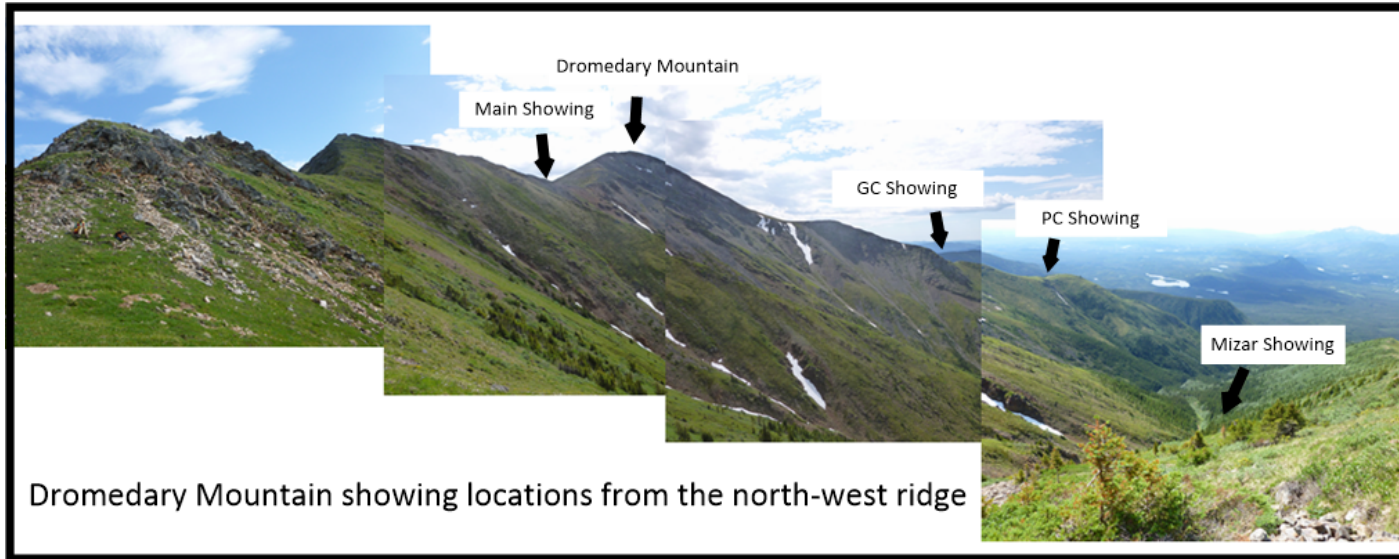 Dromedary Mountain
Main Showing
GC Showing
PC Showing
Mizar Showing
Dromedary Mountain showing locations from the north-west ridge